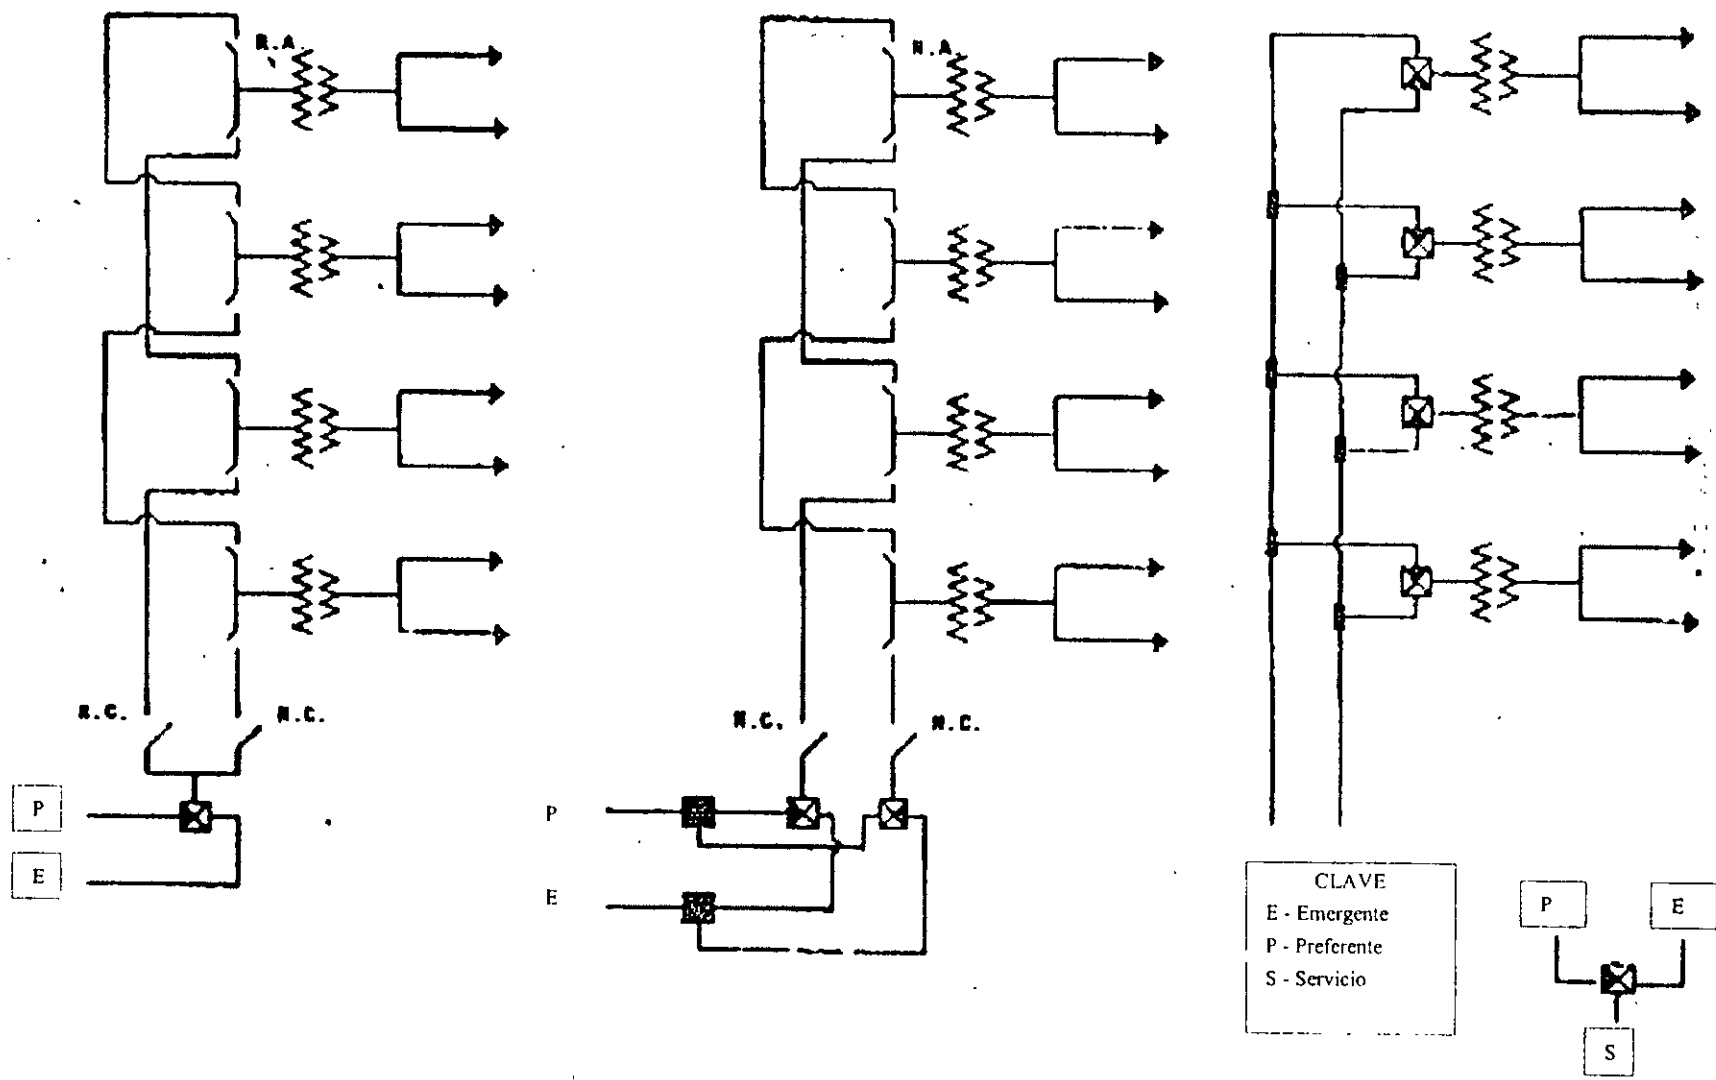 N.A.
N.A.
N.C.
N.C.
N.C.
N.C.
P
E
P
E
CLAVE
E - Emergente
P - Preferente
S - Servicio
P
E
S